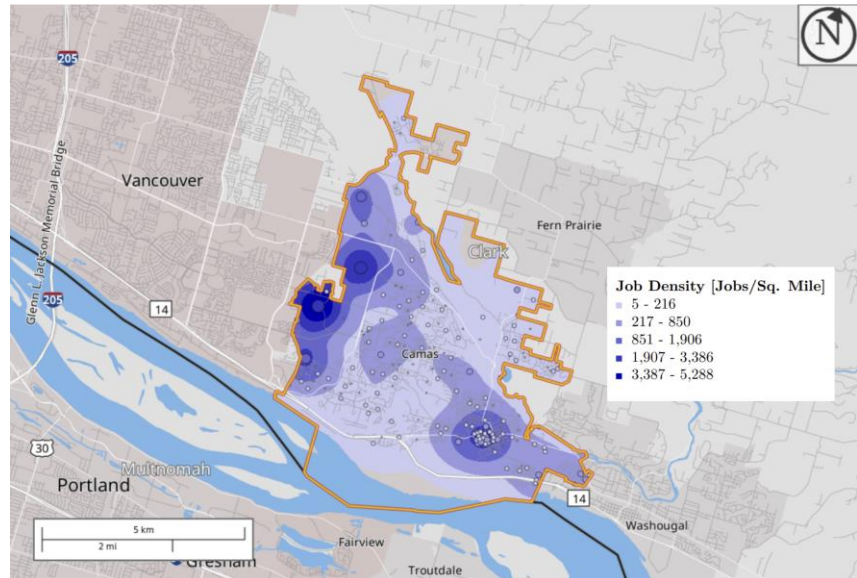 N
205
Glenn L. Jackson Memorial Bridge
Vancouver
Fern Prairie
Clark
205
14
Job Density [Jobs/Sq. Mile]
5 - 216
217 - 850
851 - 1,906
1,907 - 3,386
3,387 - 5,288
Camas
30
Multnomah
Portland
14
Washougal
5 km
2 mi
Fairview
Gresham
Troutdale